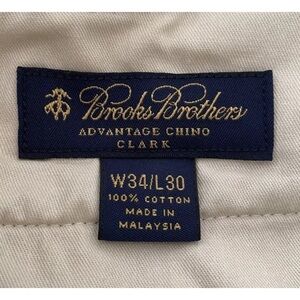 Brooks Brothers
ADVANTAGE CHINO
CLARK
W34/L30
100% COTTON
MADE IN
MALAYSIA